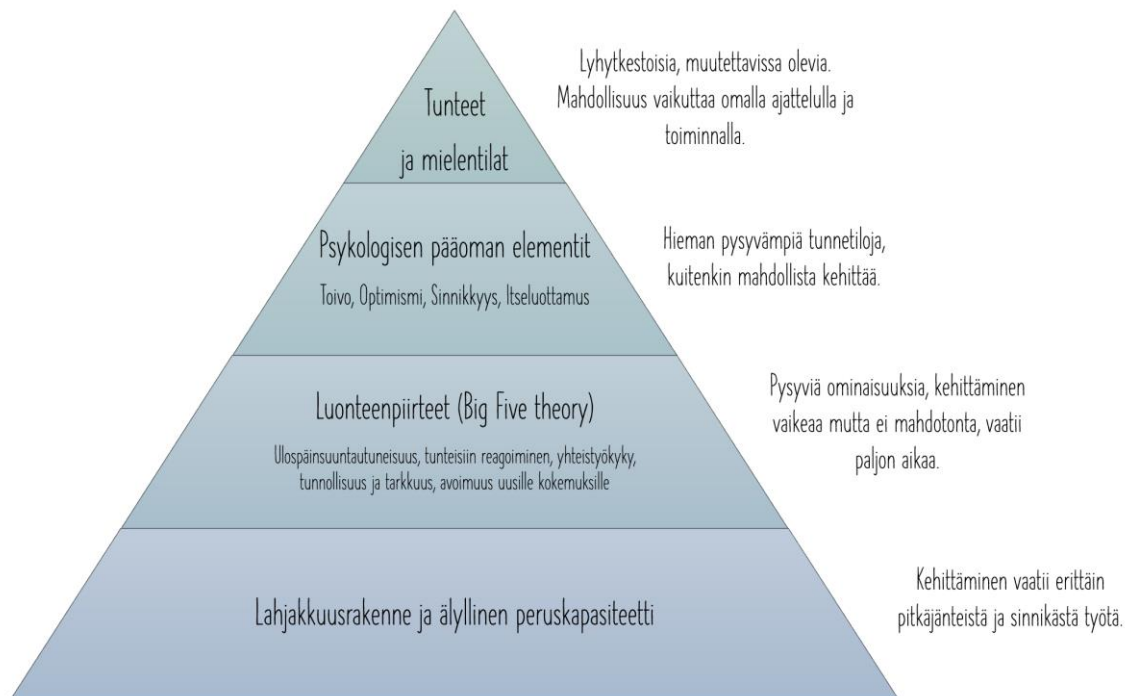 Tunteet
ja mielentilat
Lyhytkestoisia, muutettavissa olevia.
Mahdollisuus vaikuttaa omalla ajattelulla ja
toiminnalla.
Psykologisen pääoman elementit
Toivo, Optimismi, Sinnikkyys, Itseluottamus
Hieman pysyvämpiä tunnetiloja,
kuitenkin mahdollista kehittää.
Luonteenpiirteet (Big Five theory)
Ulospäinsuuntautuneisuus, tunteisiin reagoiminen, yhteistyökyky,
tunnollisuus ja tarkkuus, avoimuus uusille kokemuksille
Pysyviä ominaisuuksia, kehittäminen
vaikeaa mutta ei mahdotonta, vaatii
paljon aikaa.
Lahjakkuusrakenne ja älyllinen peruskapasiteetti
Kehittäminen vaatii erittäin
pitkäjänteistä ja sinnikästä työtä.